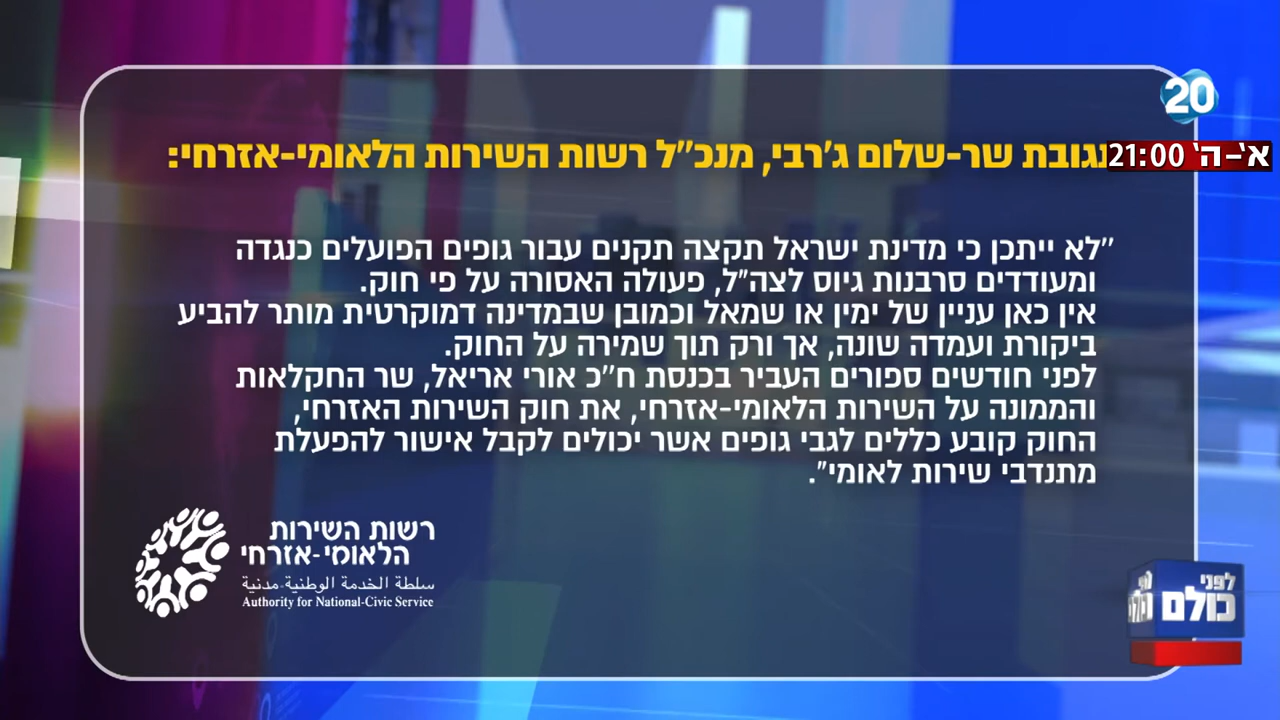 20
א'-ה' 21:00
תגובת שר-שלום ג'רבי, מנכ"ל רשות השירות הלאומי-אזרחי:
"לא ייתכן כי מדינת ישראל תקצה תקנים עבור גופים הפועלים כנגדה
ומעודדים סרבנות גיוס לצה"ל, פעולה האסורה על פי חוק.
אין כאן עניין של ימין או שמאל וכמובן שבמדינה דמוקרטית מותר להביע
ביקורת ועמדה שונה, אך ורק תוך שמירה על החוק.
לפני חודשים ספורים העביר בכנסת ח"כ אורי אריאל, שר החקלאות
והממונה על השירות הלאומי-אזרחי, את חוק השירות האזרחי,
החוק קובע כללים לגבי גופים אשר יכולים לקבל אישור להפעלת
מתנדבי שירות לאומי".
רשות השירות
הלאומי-אזרחי
سلطة الخدمة الوطنية-مدنية
Authority for National-Civic Service
לפני
כולם